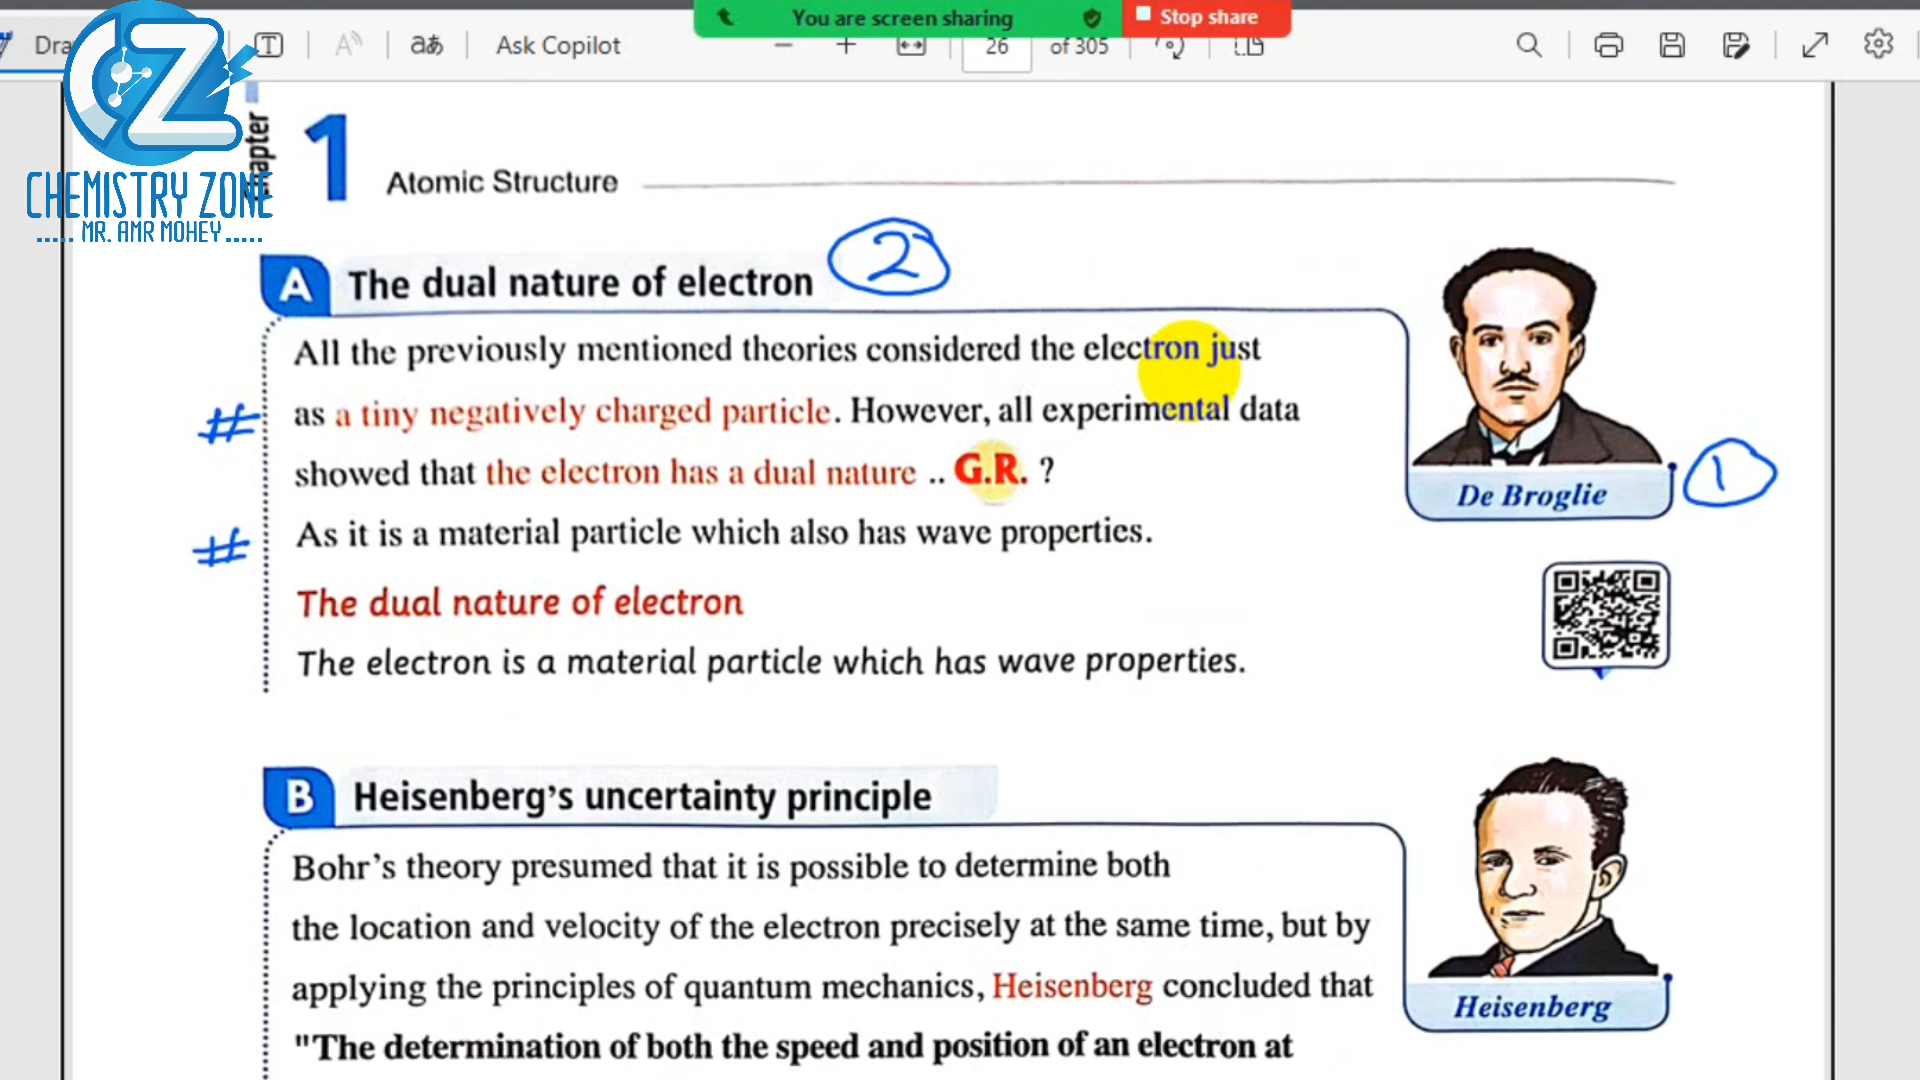 You are screen sharing
Stop share
Dra
T
A
aあ
Ask Copilot
26
of 305
CZ
CHEMISTRY ZONE
..... MR. AMR MOHEY .....
Chapter
1
Atomic Structure
A The dual nature of electron
2
All the previously mentioned theories considered the electron just
as a tiny negatively charged particle. However, all experimental data
showed that the electron has a dual nature .. G.R. ?
As it is a material particle which also has wave properties.
The dual nature of electron
The electron is a material particle which has wave properties.
De Broglie
1
B Heisenberg's uncertainty principle
Bohr's theory presumed that it is possible to determine both
the location and velocity of the electron precisely at the same time, but by
applying the principles of quantum mechanics, Heisenberg concluded that
"The determination of both the speed and position of an electron at
Heisenberg
#
#